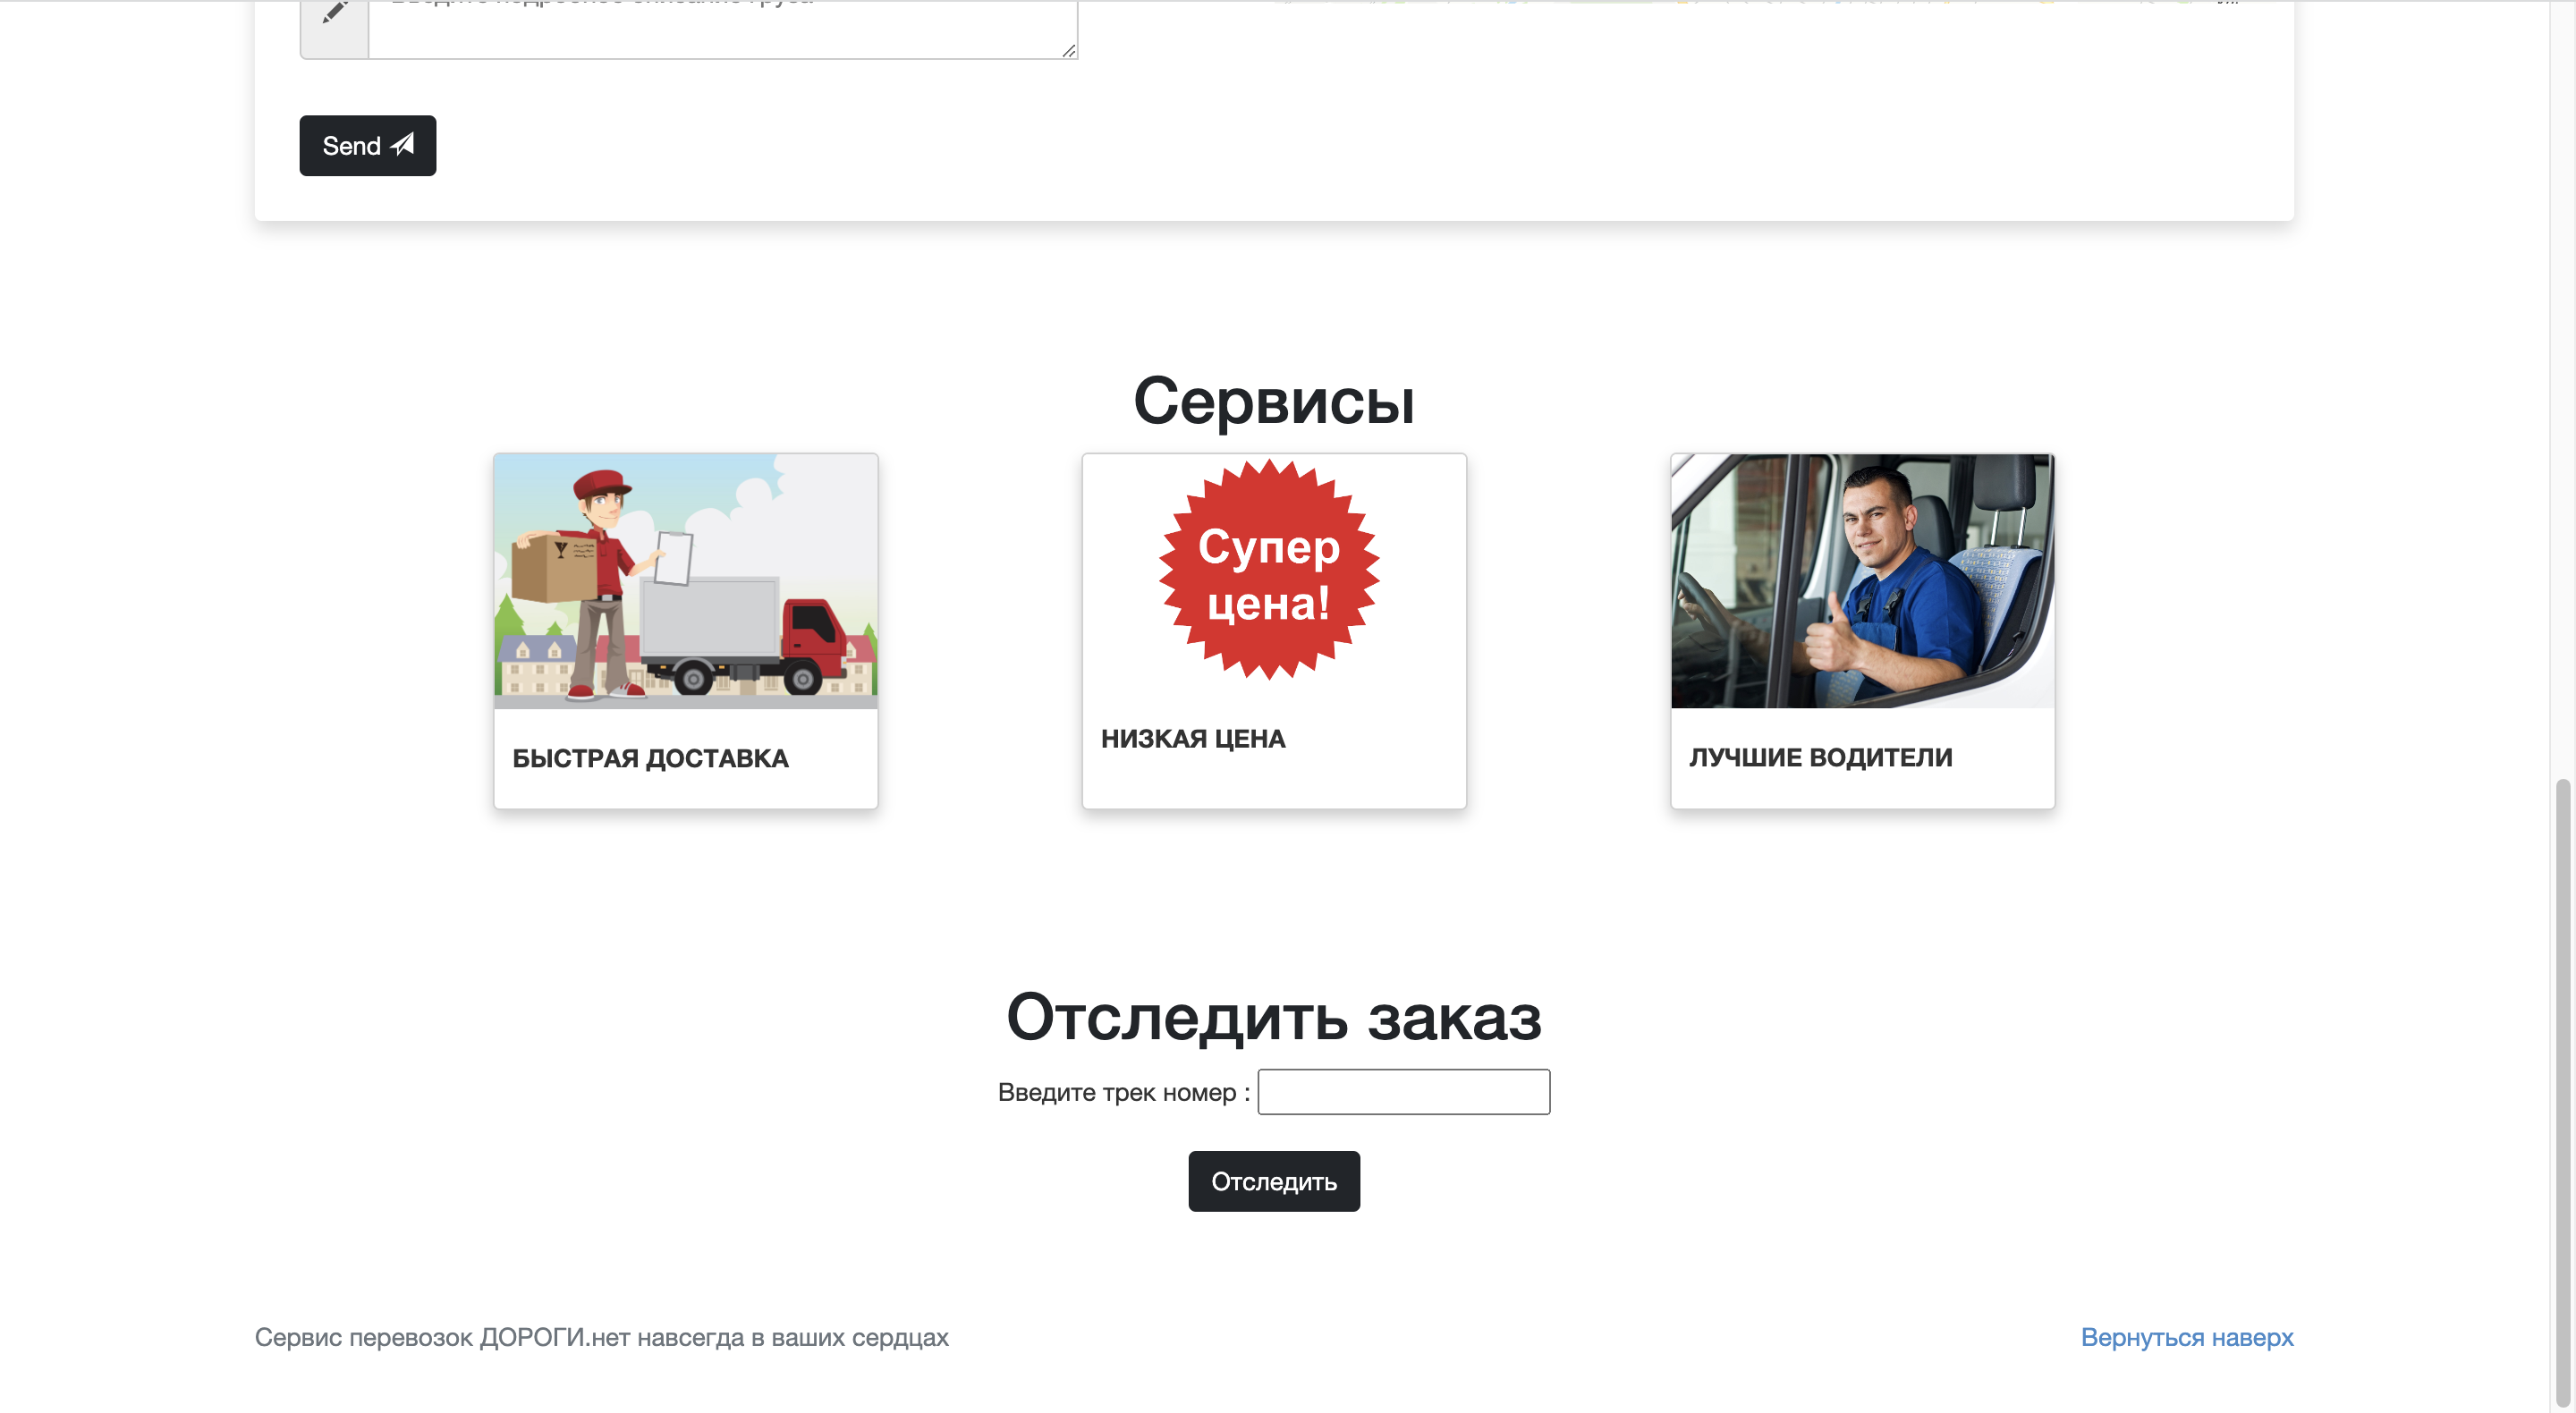 Send
Сервисы
Супер
цена!
БЫСТРАЯ ДОСТАВКА
НИЗКАЯ ЦЕНА
ЛУЧШИЕ ВОДИТЕЛИ
Отследить заказ
Введите трек номер :
Отследить
Сервис перевозок ДОРОГИ.нет навсегда в ваших сердцах
Вернуться наверх